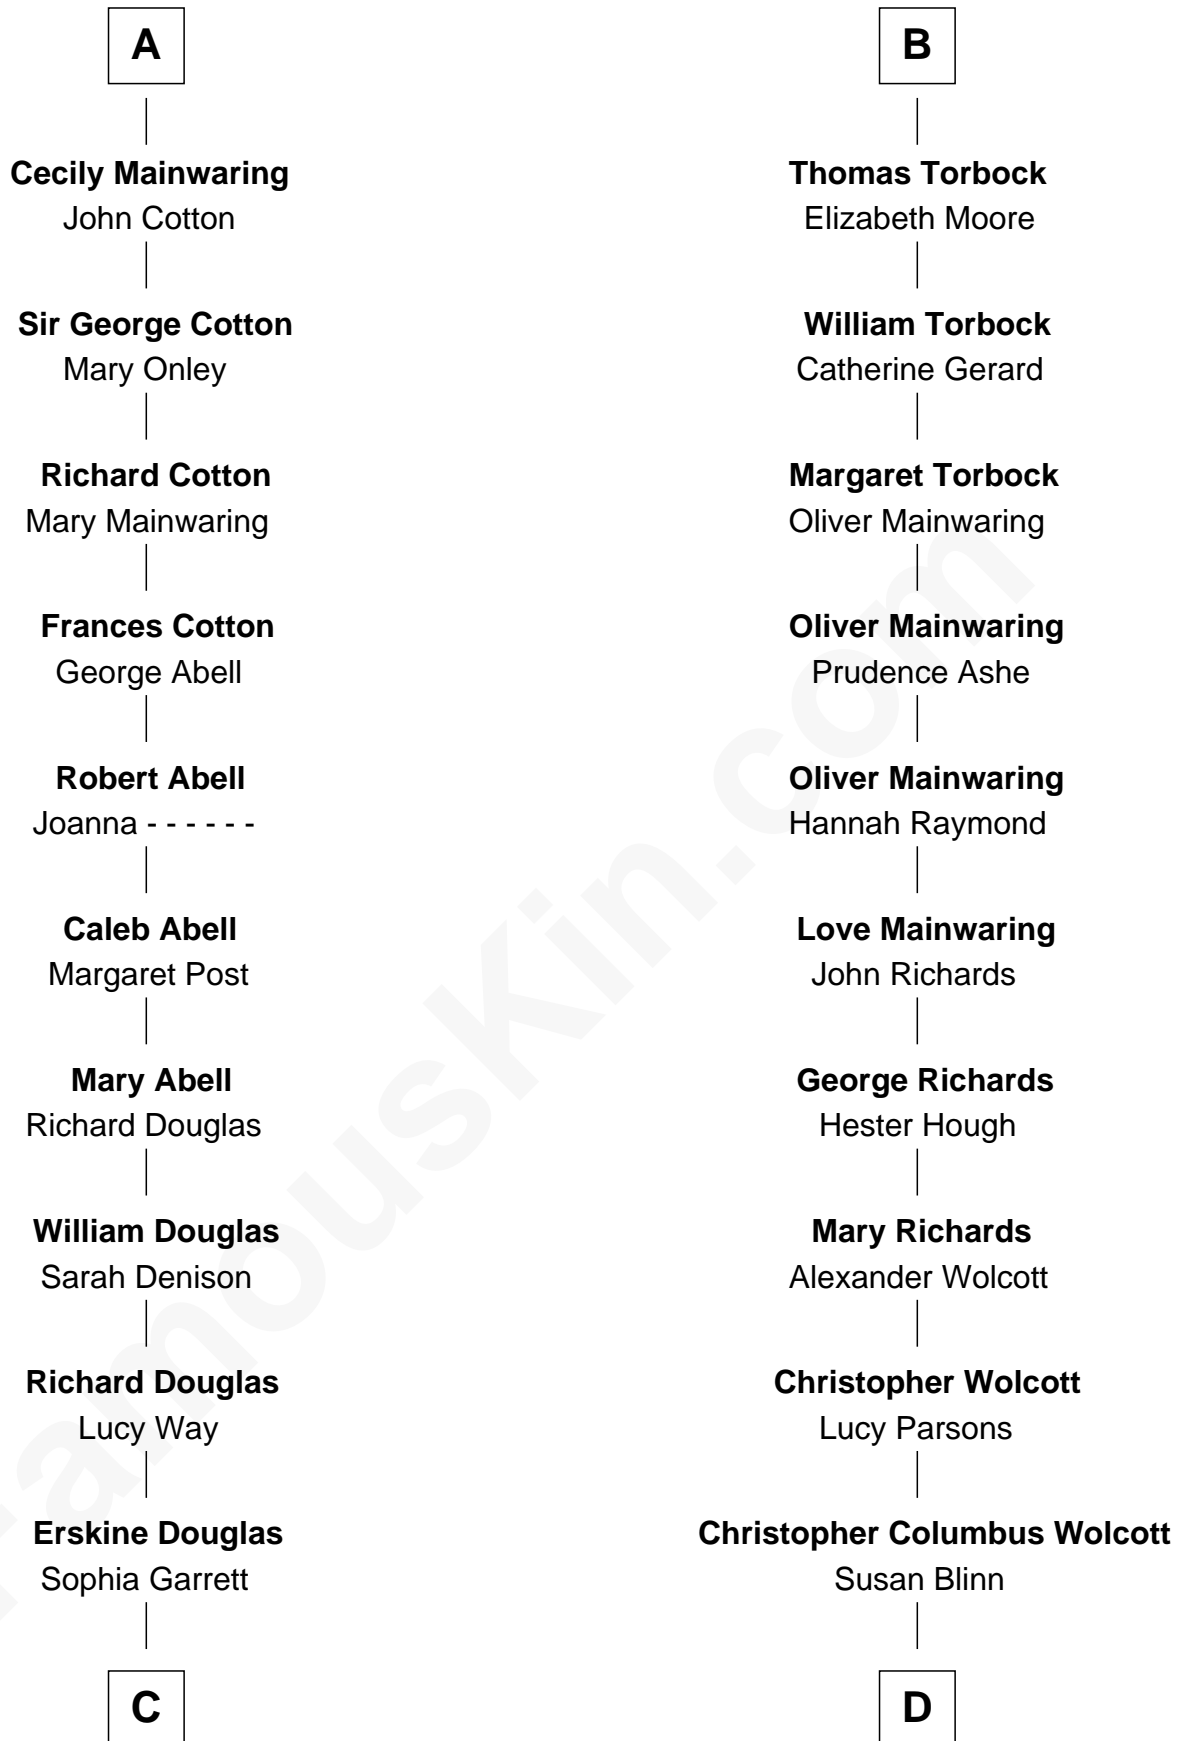 A
Cecily Mainwaring
John Cotton
Sir George Cotton
Mary Onley
Richard Cotton
Mary Mainwaring
Frances Cotton
George Abell
Robert Abell
Joanna - - - - - -
Caleb Abell
Margaret Post
Mary Abell
Richard Douglas
William Douglas
Sarah Denison
Richard Douglas
Lucy Way
Erskine Douglas
Sophia Garrett
C
B
Thomas Torbock
Elizabeth Moore
William Torbock
Catherine Gerard
Margaret Torbock
Oliver Mainwaring
Oliver Mainwaring
Prudence Ashe
Oliver Mainwaring
Hannah Raymond
Love Mainwaring
John Richards
George Richards
Hester Hough
Mary Richards
Alexander Wolcott
Christopher Wolcott
Lucy Parsons
Christopher Columbus Wolcott
Susan Blinn
D
FamousKin.com